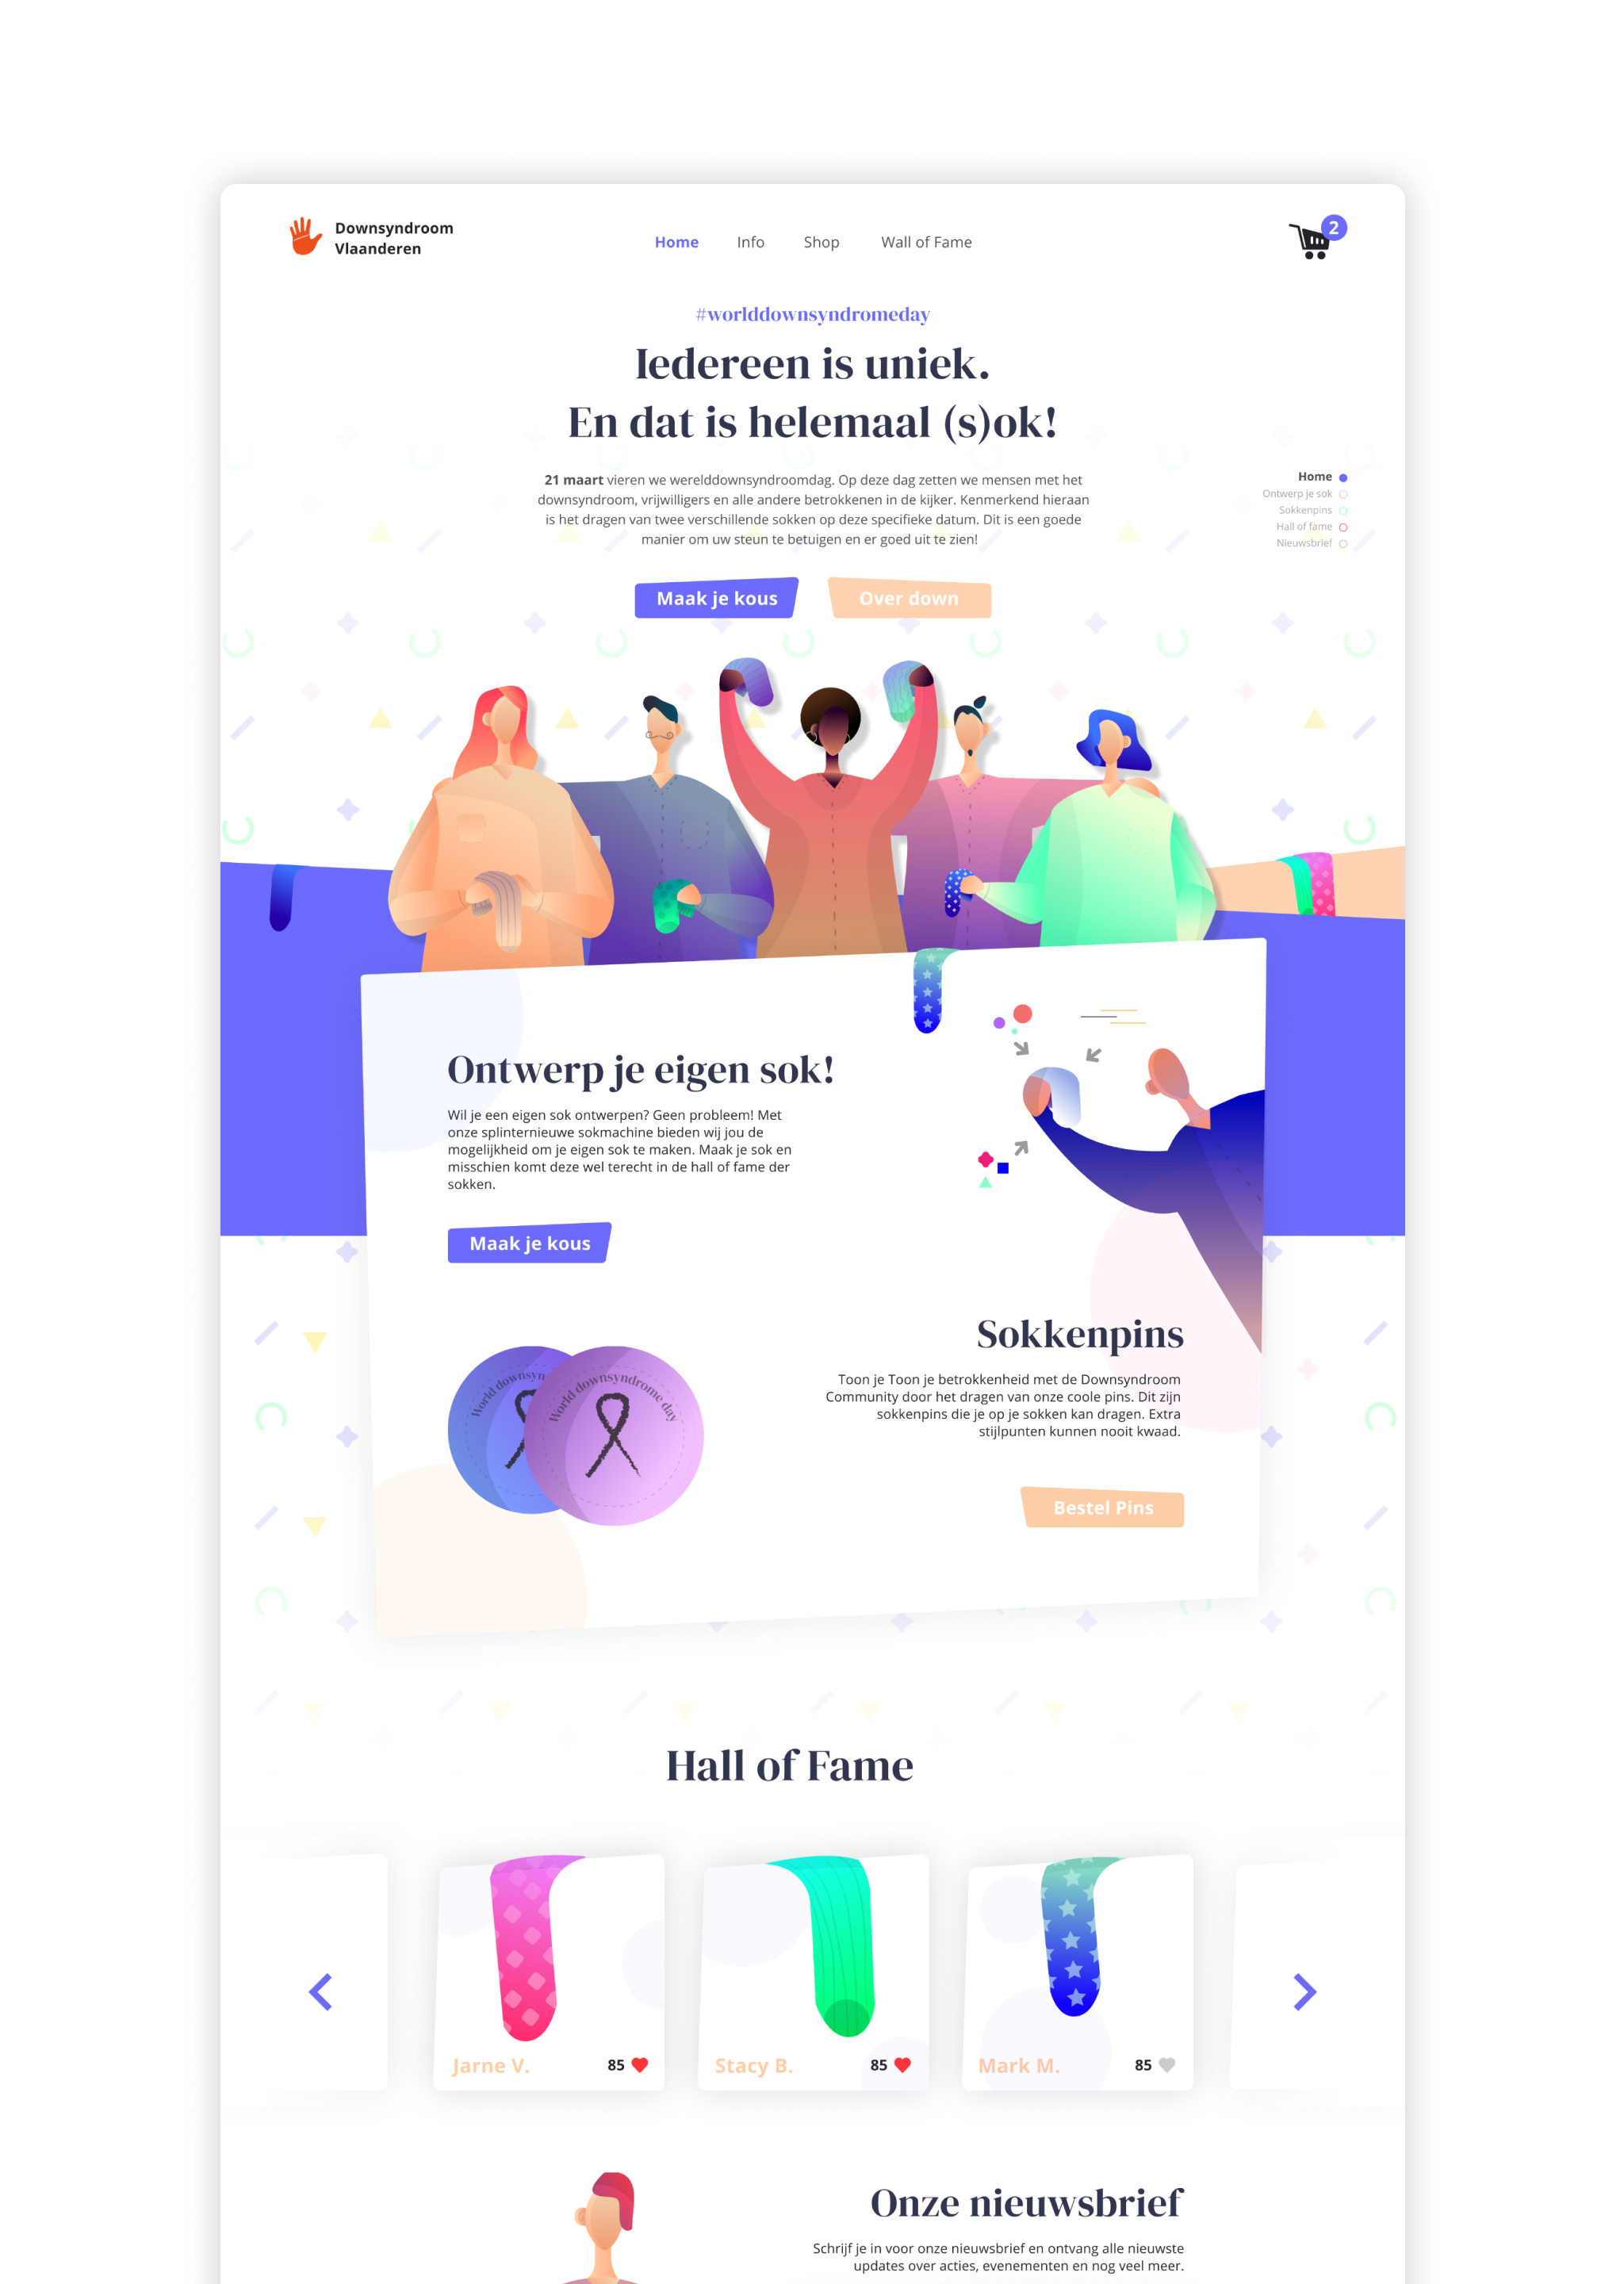 Downsyndroom
Vlaanderen
Home
Info
Shop
Wall of Fame
2
#worlddownsyndromeday
Iedereen is uniek.
En dat is helemaal (s)ok!
21 maart vieren we werelddownsyndroomdag. Op deze dag zetten we mensen met het
downsyndroom, vrijwilligers en alle andere betrokkenen in de kijker. Kenmerkend hieraan
is het dragen van twee verschillende sokken op deze specifieke datum. Dit is een goede
manier om uw steun te betuigen en er goed uit te zien!
Home
Ontwerp je sok
Sokkenpins
Hall of fame
Nieuwsbrief
Maak je kous
Over down
Ontwerp je eigen sok!
Wil je een eigen sok ontwerpen? Geen probleem! Met
onze splinternieuwe sokmachine bieden wij jou de
mogelijkheid om je eigen sok te maken. Maak je sok en
misschien komt deze wel terecht in de hall of fame der
sokken.
Maak je kous
World downsyn
World downsyndrome day
Sokkenpins
Toon je Toon je betrokkenheid met de Downsyndroom
Community door het dragen van onze coole pins. Dit zijn
sokkenpins die je op je sokken kan dragen. Extra
stijlpunten kunnen nooit kwaad.
Bestel Pins
Hall of Fame
Jarne V.
85
Stacy B.
85
Mark M.
85
Onze nieuwsbrief
Schrijf je in voor onze nieuwsbrief en ontvang alle nieuwste
updates over acties, evenementen en nog veel meer.